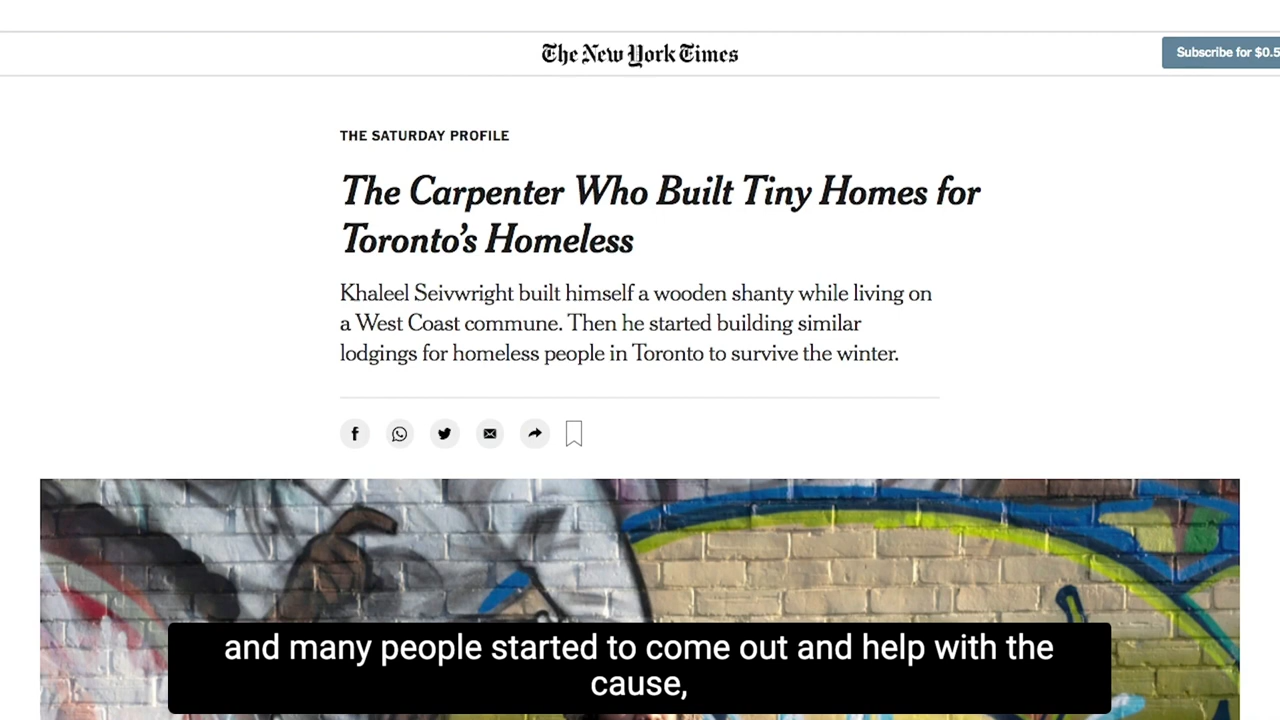 The New York Times
Subscribe for $0.5
THE SATURDAY PROFILE
The Carpenter Who Built Tiny Homes for
Toronto's Homeless
Khaleel Seivwright built himself a wooden shanty while living on
a West Coast commune. Then he started building similar
lodgings for homeless people in Toronto to survive the winter.
and many people started to come out and help with the
cause,